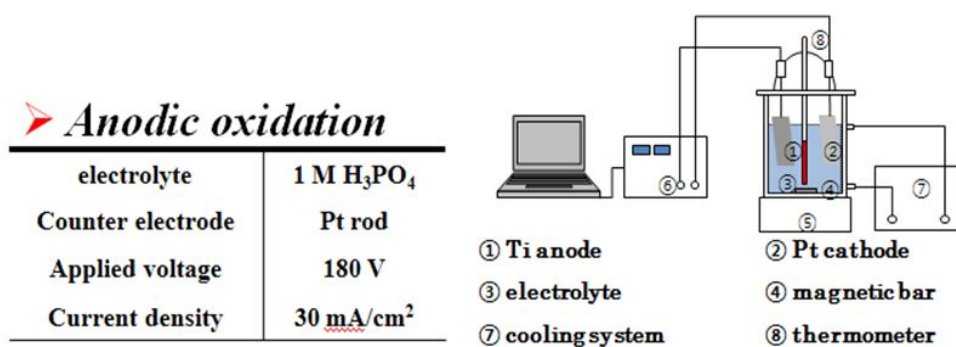 Anodic oxidation
electrolyte 1 M H₃PO₄
Counter electrode Pt rod
Applied voltage 180 V
Current density 30 mA/cm²
⑧
① ②
③ ④
⑥ ⑦
⑤
① Ti anode ② Pt cathode
③ electrolyte ④ magnetic bar
⑦ cooling system ⑧ thermometer